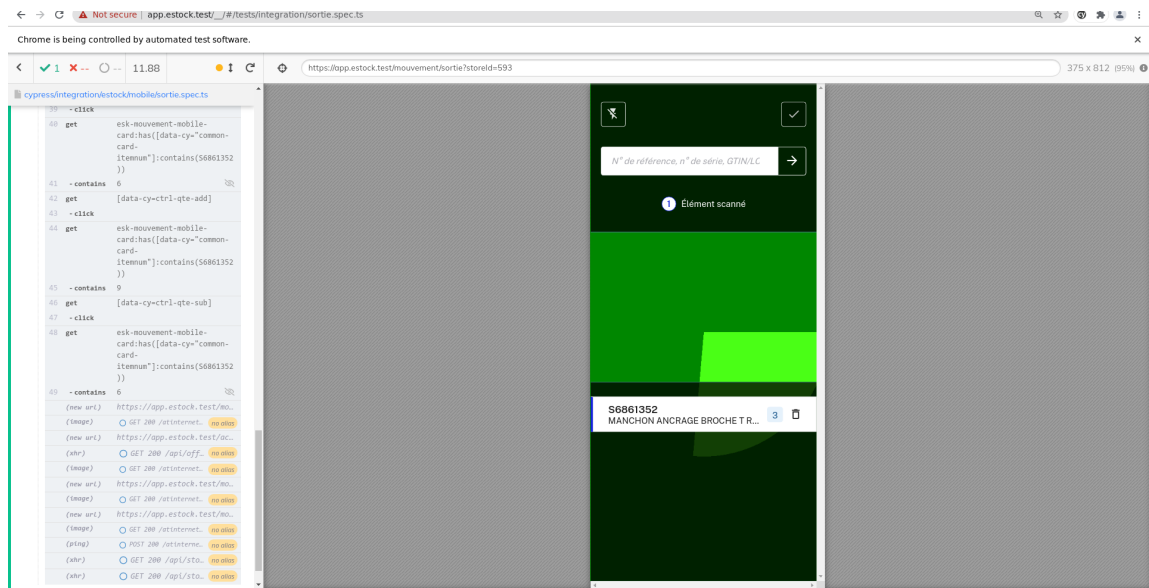 Not secure | app.estock.test/__/#/tests/integration/sortie.spec.ts
Chrome is being controlled by automated test software.
1 -- -- 11.88
https://app.estock.test/mouvement/sortie?storeId=593
375 x 812 (95%)
cypress/integration/estock/mobile/sortie.spec.ts
39 - click
40 get esk-mouvement-mobile-
card:has([data-cy="common-
card-
itemnum"]:contains(S6861352
))
41 - contains 6
42 get [data-cy=ctrl-qte-add]
43 - click
44 get esk-mouvement-mobile-
card:has([data-cy="common-
card-
itemnum"]:contains(S6861352
))
45 - contains 9
46 get [data-cy=ctrl-qte-sub]
47 - click
48 get esk-mouvement-mobile-
card:has([data-cy="common-
card-
itemnum"]:contains(S6861352
))
49 - contains 6
(new url) https://app.estock.test/mo…
(image) GET 200 /atinternet… no alias
(new url) https://app.estock.test/ac…
(xhr) GET 200 /api/off… no alias
(image) GET 200 /atinternet… no alias
(new url) https://app.estock.test/mo…
(image) GET 200 /atinternet… no alias
(new url) https://app.estock.test/mo…
(image) GET 200 /atinternet… no alias
(ping) POST 200 /atinterne… no alias
(xhr) GET 200 /api/sto… no alias
(xhr) GET 200 /api/sto… no alias
N° de référence, n° de série, GTIN/LC
1 Élément scanné
S6861352
MANCHON ANCRAGE BROCHE T R...
3